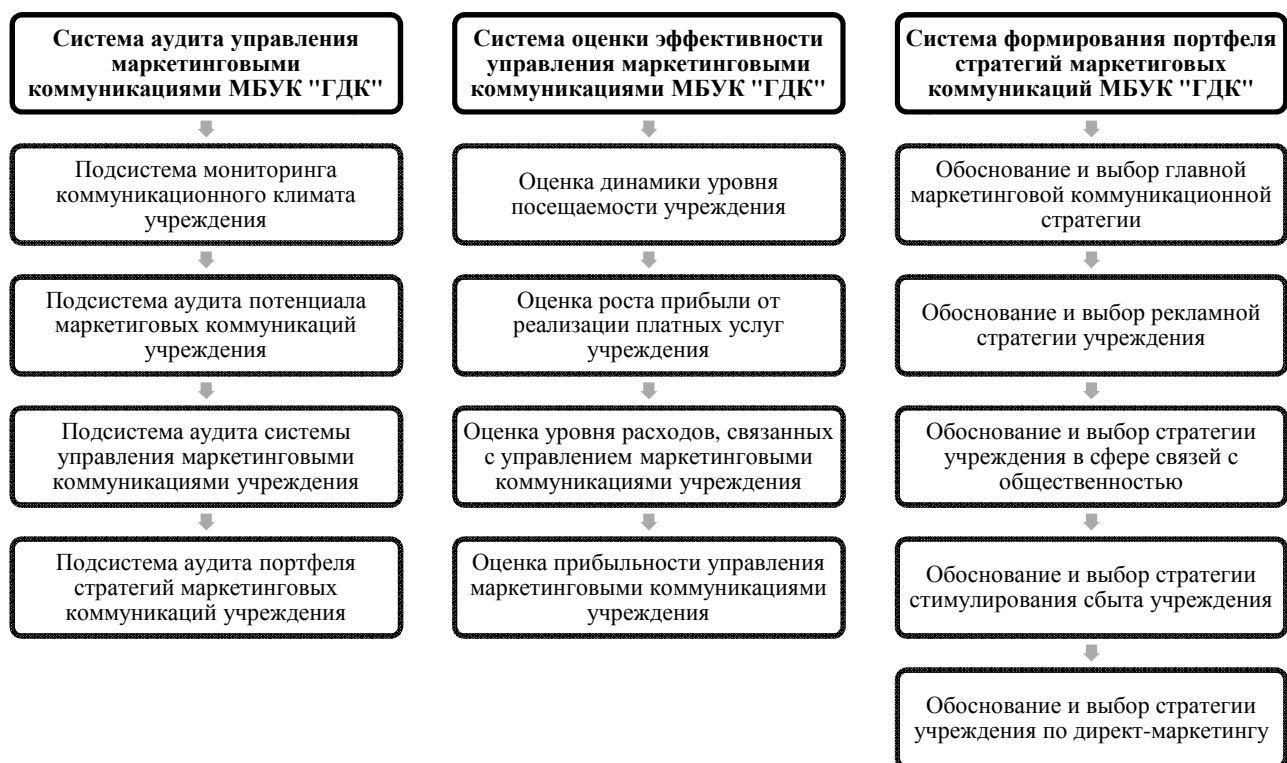 Система аудита управления
маркетинговыми
коммуникациями МБУК "ГДК"
Подсистема мониторинга
коммуникационного климата
учреждения
Подсистема аудита потенциала
маркетиговых коммуникаций
учреждения
Подсистема аудита системы
управления маркетинговыми
коммуникациями учреждения
Подсистема аудита портфеля
стратегий маркетинговых
коммуникаций учреждения
Система оценки эффективности
управления маркетинговыми
коммуникациями МБУК "ГДК"
Оценка динамики уровня
посещаемости учреждения
Оценка роста прибыли от
реализации платных услуг
учреждения
Оценка уровня расходов, связанных
с управлением маркетинговыми
коммуникациями учреждения
Оценка прибыльности управления
маркетинговыми коммуникациями
учреждения
Система формирования портфеля
стратегий маркетиговых
коммуникаций МБУК "ГДК"
Обоснование и выбор главной
маркетинговой коммуникационной
стратегии
Обоснование и выбор рекламной
стратегии учреждения
Обоснование и выбор стратегии
учреждения в сфере связей с
общественностью
Обоснование и выбор стратегии
стимулирования сбыта учреждения
Обоснование и выбор стратегии
учреждения по директ-маркетингу